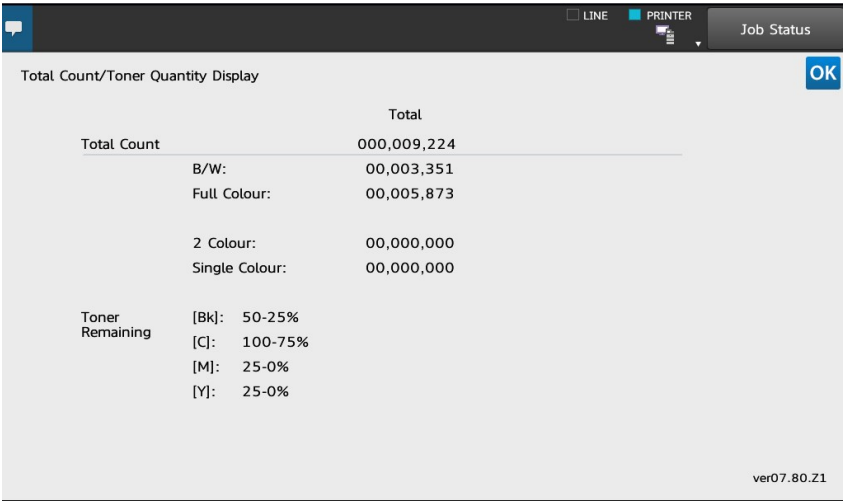 LINE PRINTER
Job Status
Total Count/Toner Quantity Display OK
Total
Total Count 000,009,224
B/W: 00,003,351
Full Colour: 00,005,873
2 Colour: 00,000,000
Single Colour: 00,000,000
Toner
Remaining
[Bk]: 50-25%
[C]: 100-75%
[M]: 25-0%
[Y]: 25-0%
ver07.80.Z1